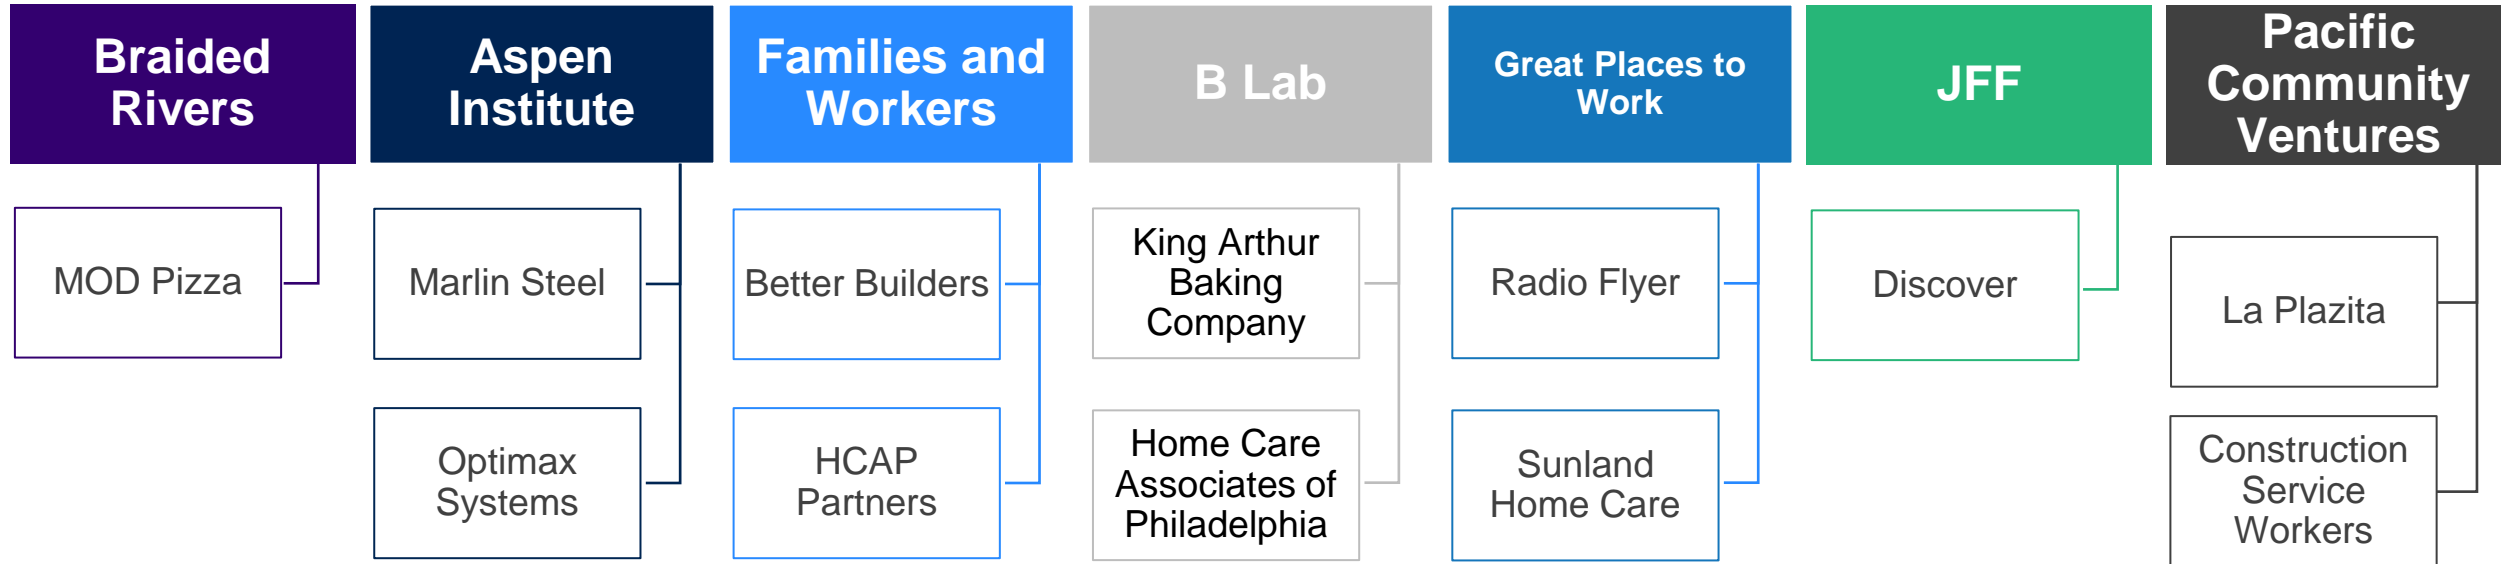 Braided
Rivers
MOD Pizza
Aspen
Institute
Marlin Steel
Optimax
Systems
Families and
Workers
Better Builders
HCAP
Partners
B Lab
King Arthur
Baking
Company
Home Care
Associates of
Philadelphia
Great Places to
Work
Radio Flyer
Sunland
Home Care
JFF
Discover
Pacific
Community
Ventures
La Plazita
Construction
Service
Workers